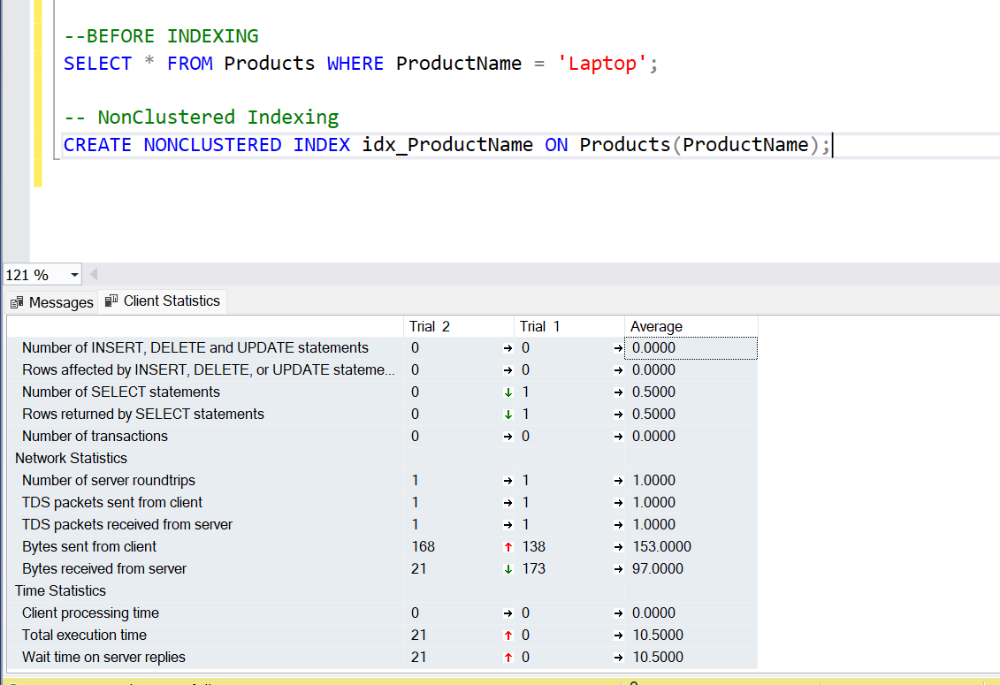 --BEFORE INDEXING
SELECT * FROM Products WHERE ProductName = 'Laptop';
-- NonClustered Indexing
CREATE NONCLUSTERED INDEX idx_ProductName ON Products(ProductName);
121 %
Messages Client Statistics
Trial 2 Trial 1 Average
Number of INSERT, DELETE and UPDATE statements 0 → 0 → 0.0000
Rows affected by INSERT, DELETE, or UPDATE stateme... 0 → 0 → 0.0000
Number of SELECT statements 0 ↓ 1 → 0.5000
Rows returned by SELECT statements 0 ↓ 1 → 0.5000
Number of transactions 0 → 0 → 0.0000
Network Statistics
Number of server roundtrips 1 → 1 → 1.0000
TDS packets sent from client 1 → 1 → 1.0000
TDS packets received from server 1 → 1 → 1.0000
Bytes sent from client 168 ↑ 138 → 153.0000
Bytes received from server 21 ↓ 173 → 97.0000
Time Statistics
Client processing time 0 → 0 → 0.0000
Total execution time 21 ↑ 0 → 10.5000
Wait time on server replies 21 ↑ 0 → 10.5000